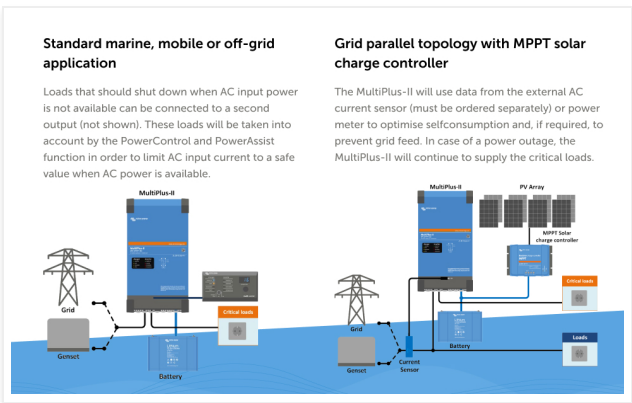 Standard marine, mobile or off-grid
application
Loads that should shut down when AC input power
is not available can be connected to a second
output (not shown). These loads will be taken into
account by the PowerControl and PowerAssist
function in order to limit AC input current to a safe
value when AC power is available.
MultiPlus-II
Grid
Genset
Critical loads
Battery
Grid parallel topology with MPPT solar
charge controller
The MultiPlus-II will use data from the external AC
current sensor (must be ordered separately) or power
meter to optimise selfconsumption and, if required, to
prevent grid feed. In case of a power outage, the
MultiPlus-II will continue to supply the critical loads.
MultiPlus-II
PV Array
MPPT Solar
charge controller
Critical loads
Grid
Battery
Loads
Genset
Current
Sensor